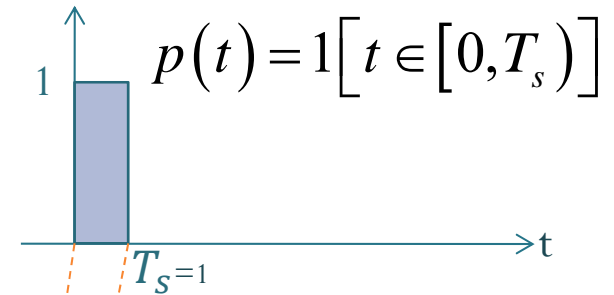 p(t) = 1[t ∈ [0, T_s)]
1
t
T_s=1